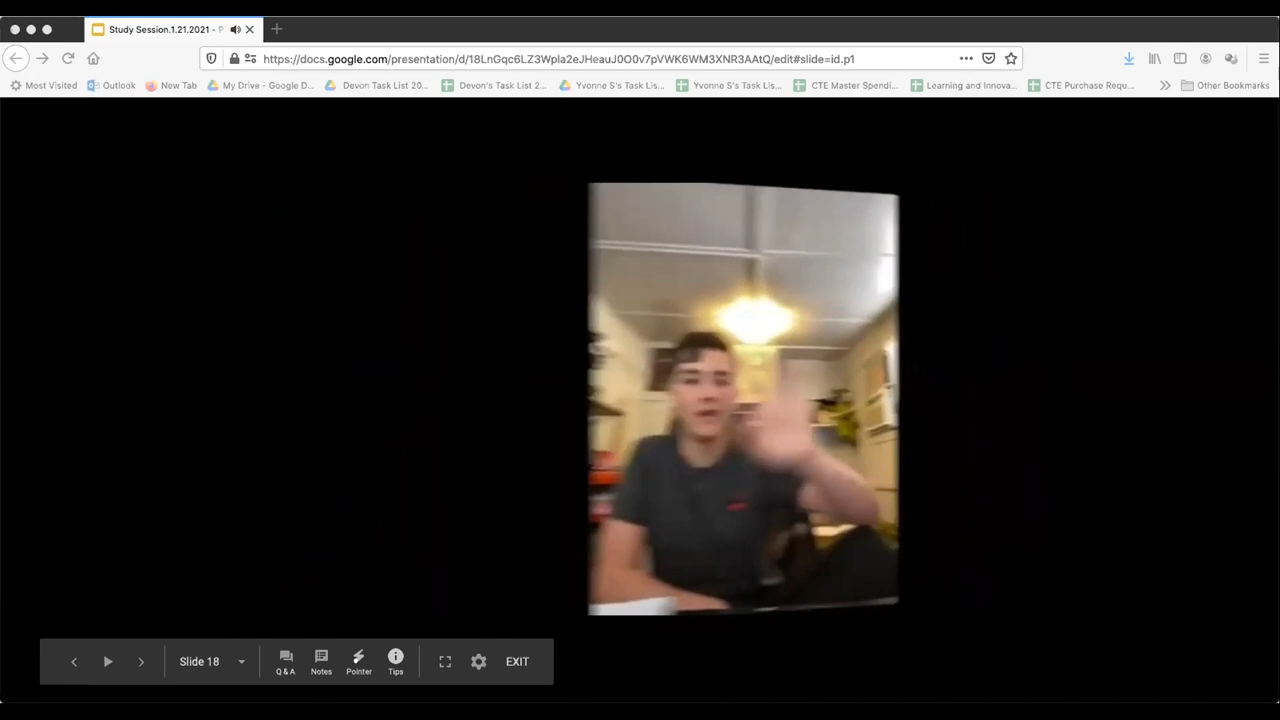 Study Session.1.21.2021 - P
https://docs.google.com/presentation/d/18LnGqc6LZ3Wpla2eJHeauJ0O0v7pVWK6WM3XNR3AAtQ/edit#slide=id.p1
Most Visited Outlook New Tab My Drive - Google D... Devon Task List 20... Devon's Task List 2... Yvonne S's Task Lis... Yvonne S's Task Lis... CTE Master Spendi... Learning and Innova... CTE Purchase Requ... Other Bookmarks
Slide 18 Q & A Notes Pointer Tips EXIT